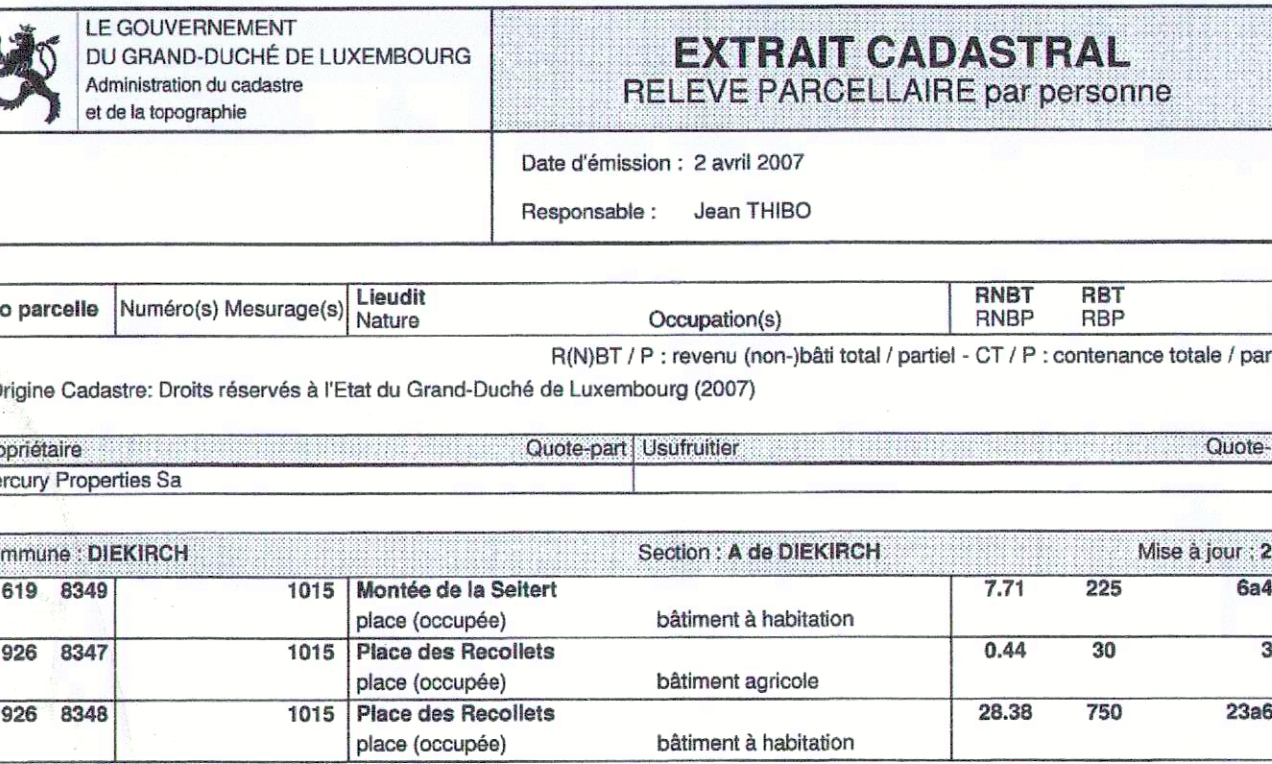 LE GOUVERNEMENT
DU GRAND-DUCHÉ DE LUXEMBOURG
Administration du cadastre
et de la topographie
EXTRAIT CADASTRAL
RELEVE PARCELLAIRE par personne
Date d'émission : 2 avril 2007
Responsable : Jean THIBO
o parcelle Numéro(s) Mesurage(s) Lieudit RNBT RBT
Nature Occupation(s) RNBP RBP
R(N)BT / P : revenu (non-)bâti total / partiel - CT / P : contenance totale / par
Origine Cadastre: Droits réservés à l'Etat du Grand-Duché de Luxembourg (2007)
opriétaire Quote-part Usufruitier Quote-
ercury Properties Sa
mmune : DIEKIRCH Section : A de DIEKIRCH Mise à jour : 2
619 8349 1015 Montée de la Seitert 7.71 225 6a4
place (occupée) bâtiment à habitation
926 8347 1015 Place des Recollets 0.44 30 3
place (occupée) bâtiment agricole
926 8348 1015 Place des Recollets 28.38 750 23a6
place (occupée) bâtiment à habitation